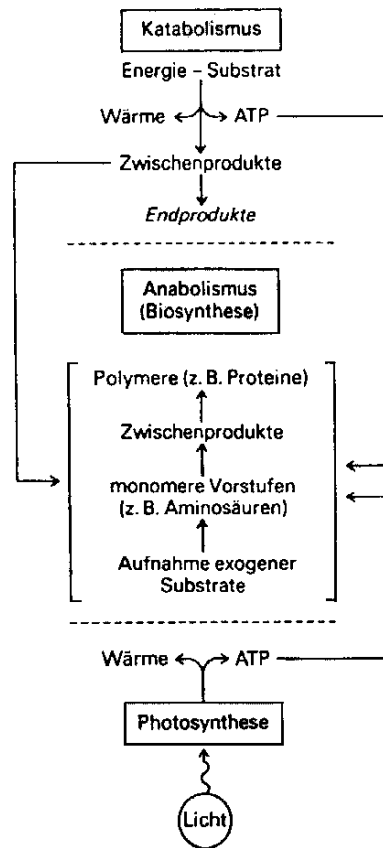 Katabolismus
Energie – Substrat
Wärme ATP
Zwischenprodukte
Endprodukte
Anabolismus
(Biosynthese)
Polymere (z. B. Proteine)
Zwischenprodukte
monomere Vorstufen
(z. B. Aminosäuren)
Aufnahme exogener
Substrate
Wärme ATP
Photosynthese
Licht